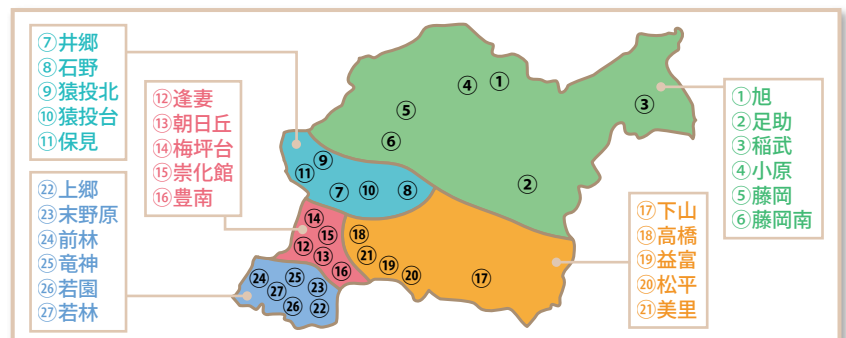 ⑦井郷
⑧石野
⑨猿投北
⑩猿投台
⑪保見
⑫逢妻
⑬朝日丘
⑭梅坪台
⑮崇化館
⑯豊南
㉒上郷
㉓末野原
㉔前林
㉕竜神
㉖若園
㉗若林
①旭
②足助
③稲武
④小原
⑤藤岡
⑥藤岡南
⑰下山
⑱高橋
⑲益富
⑳松平
㉑美里
④ ①
③
⑤
⑥
②
⑨
⑪
⑦ ⑩ ⑧
⑭
⑮
⑫
⑬
⑯
⑱
㉑
⑲
⑳
⑰
㉔ ㉕
㉗ ㉓
㉖ ㉒